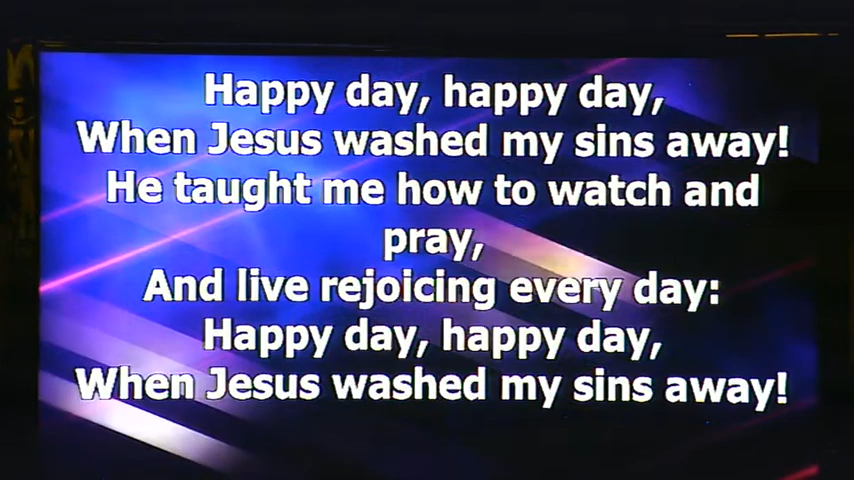 Happy day, happy day,
When Jesus washed my sins away!
He taught me how to watch and
pray,
And live rejoicing every day:
Happy day, happy day,
When Jesus washed my sins away!